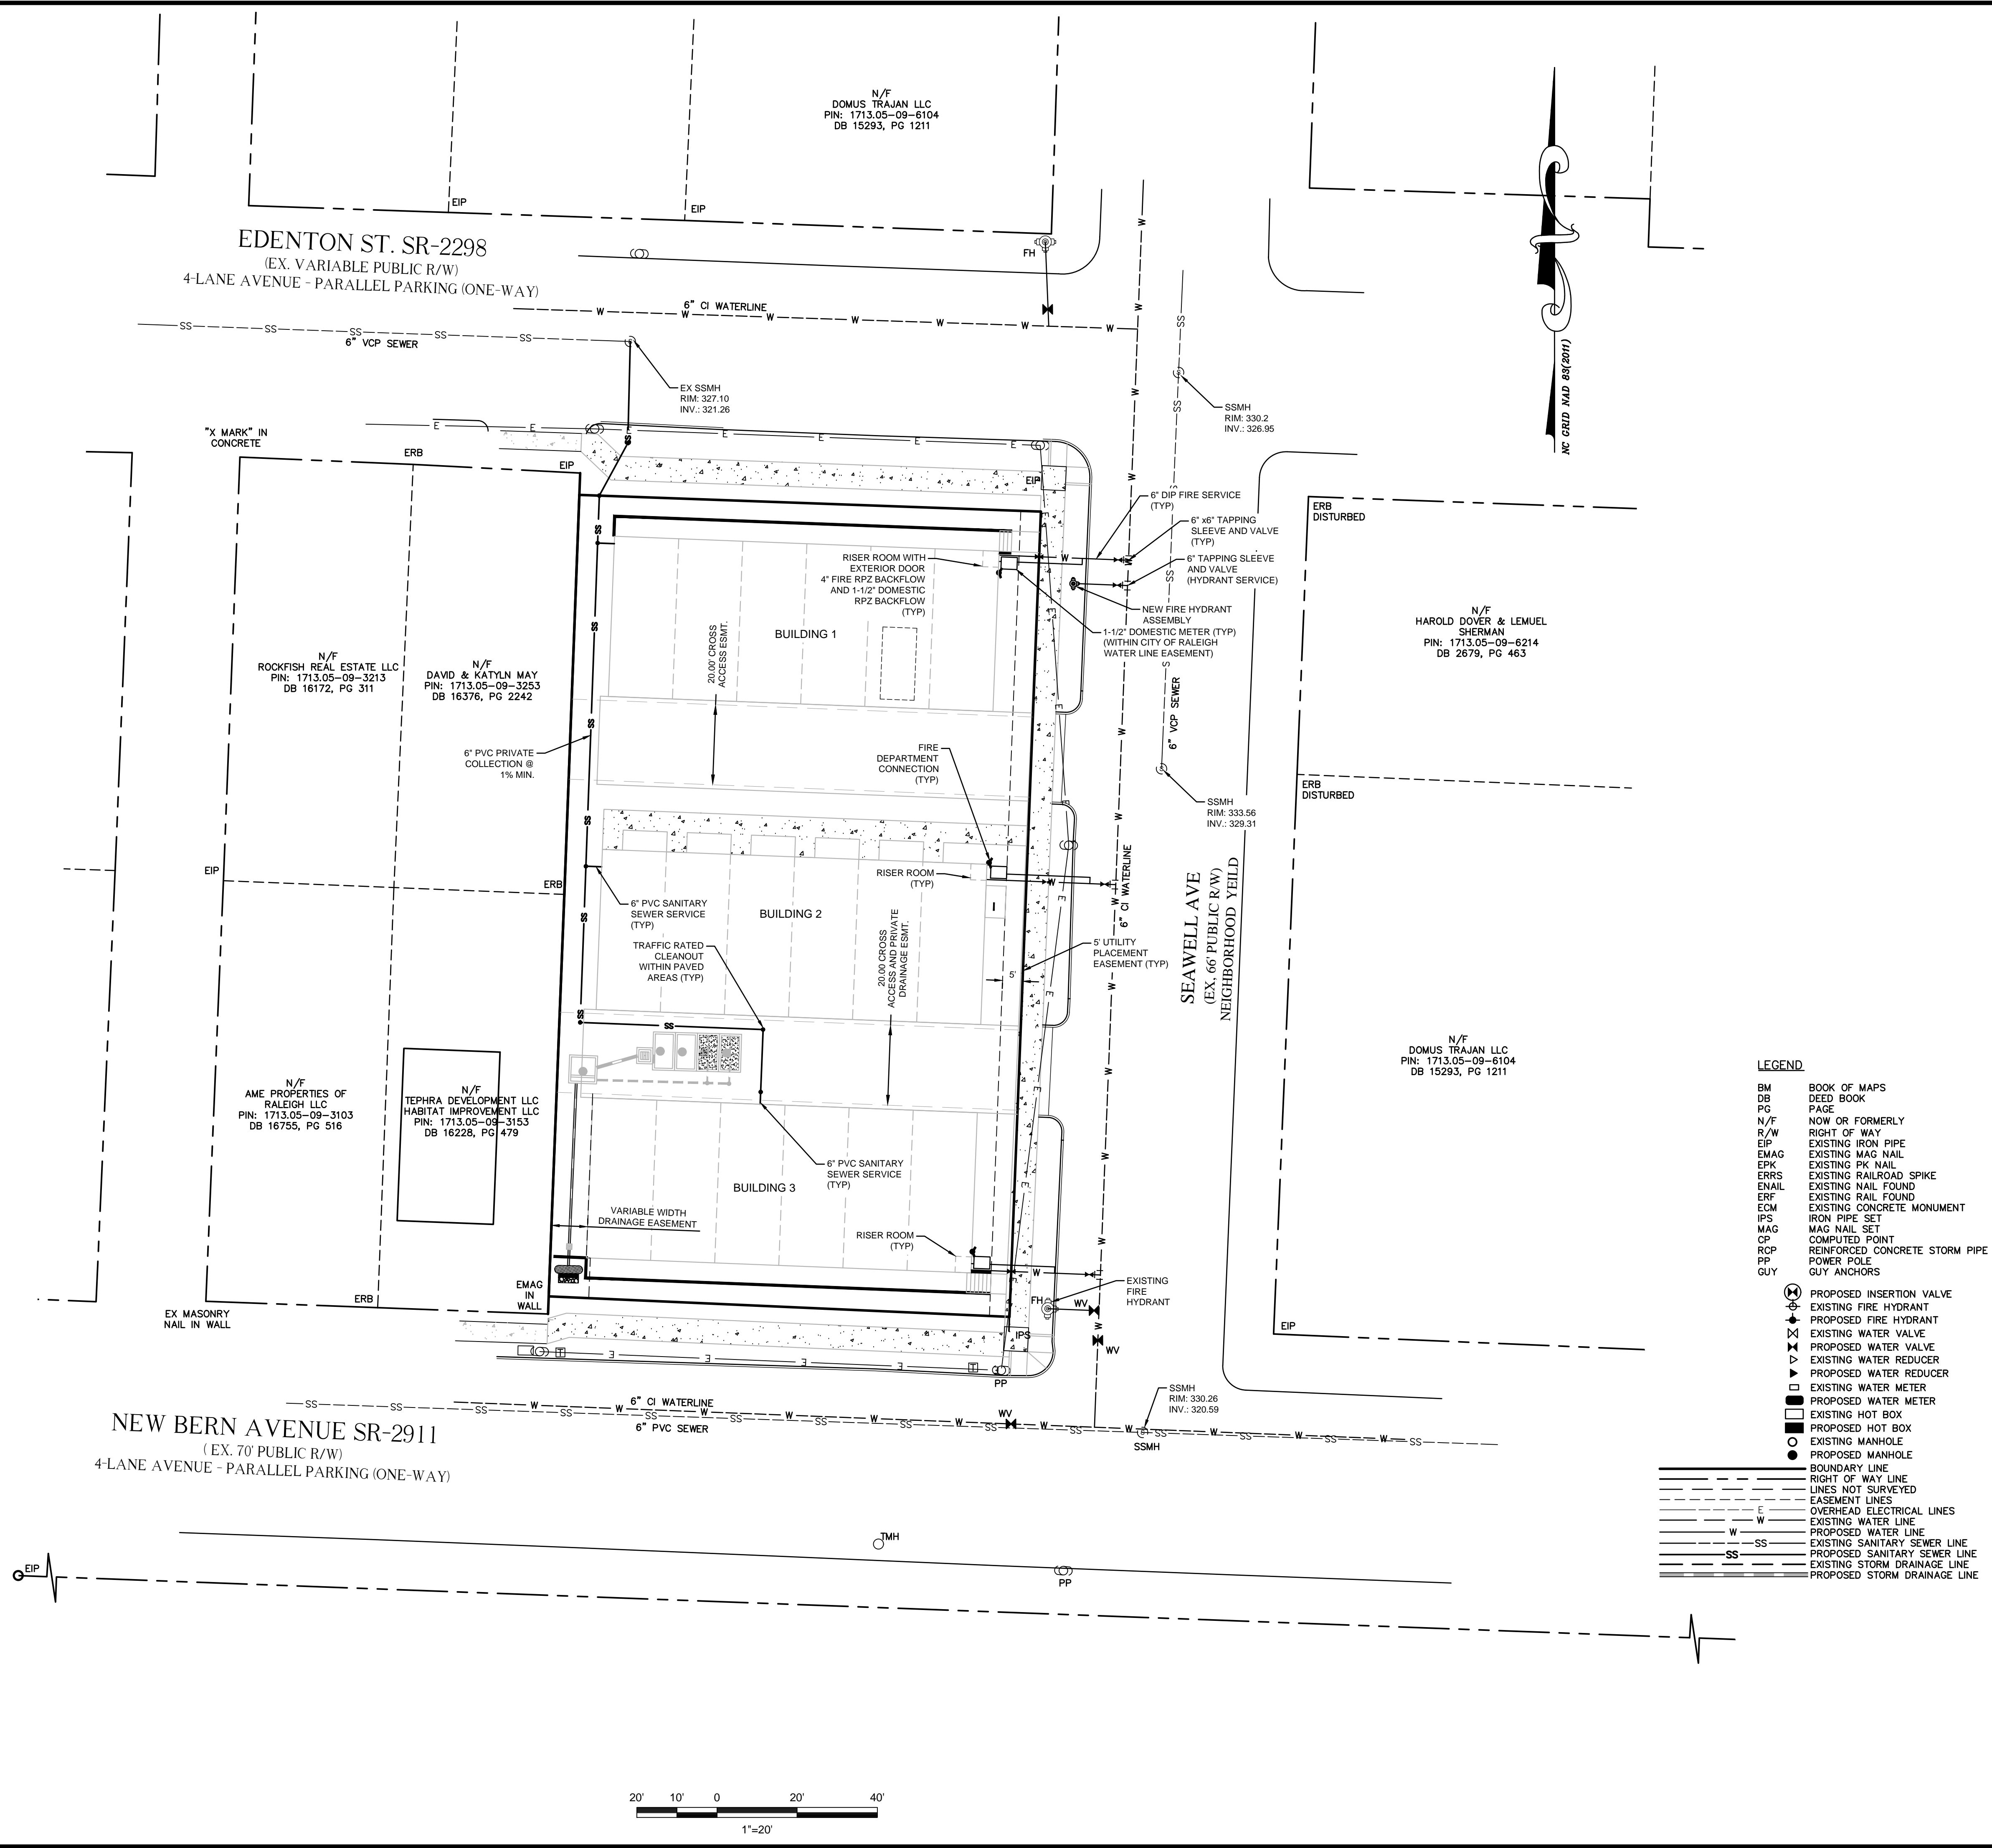 N/F
DOMUS TRAJAN LLC
PIN: 1713.05-09-6104
DB 15293, PG 1211
EIP
EIP
EDENTON ST. SR-2298
(EX. VARIABLE PUBLIC R/W)
4-LANE AVENUE - PARALLEL PARKING (ONE-WAY)
FH
6" CI WATERLINE
6" VCP SEWER
EX SSMH
RIM: 327.10
INV.: 321.26
SSMH
RIM: 330.2
INV.: 326.95
NC GRID NAD 83(2011)
"X MARK" IN
CONCRETE
ERB
EIP
EIP
6" DIP FIRE SERVICE
(TYP)
6" x6" TAPPING
SLEEVE AND VALVE
(TYP)
6" TAPPING SLEEVE
AND VALVE
(HYDRANT SERVICE)
NEW FIRE HYDRANT
ASSEMBLY
1-1/2" DOMESTIC METER (TYP)
(WITHIN CITY OF RALEIGH
WATER LINE EASEMENT)
ERB
DISTURBED
RISER ROOM WITH
EXTERIOR DOOR
4" FIRE RPZ BACKFLOW
AND 1-1/2" DOMESTIC
RPZ BACKFLOW
(TYP)
BUILDING 1
20.00' CROSS
ACCESS ESMT.
N/F
HAROLD DOVER & LEMUEL
SHERMAN
PIN: 1713.05-09-6214
DB 2679, PG 463
N/F
ROCKFISH REAL ESTATE LLC
PIN: 1713.05-09-3213
DB 16172, PG 311
N/F
DAVID & KATYLN MAY
PIN: 1713.05-09-3253
DB 16376, PG 2242
6" PVC PRIVATE
COLLECTION @
1% MIN.
FIRE
DEPARTMENT
CONNECTION
(TYP)
6" VCP SEWER
SSMH
RIM: 333.56
INV.: 329.31
ERB
DISTURBED
EIP
ERB
RISER ROOM
(TYP)
6" CI WATERLINE
6" PVC SANITARY
SEWER SERVICE
(TYP)
BUILDING 2
TRAFFIC RATED
CLEANOUT
WITHIN PAVED
AREAS (TYP)
20.00 CROSS
ACCESS AND PRIVATE
DRAINAGE ESMT.
5'
5' UTILITY
PLACEMENT
EASEMENT (TYP)
SEAWELL AVE
(EX, 66' PUBLIC R/W)
NEIGHBORHOOD YEILD
N/F
DOMUS TRAJAN LLC
PIN: 1713.05-09-6104
DB 15293, PG 1211
N/F
AME PROPERTIES OF
RALEIGH LLC
PIN: 1713.05-09-3103
DB 16755, PG 516
N/F
TEPHRA DEVELOPMENT LLC
HABITAT IMPROVEMENT LLC
PIN: 1713.05-09-3153
DB 16228, PG 479
6" PVC SANITARY
SEWER SERVICE
(TYP)
BUILDING 3
VARIABLE WIDTH
DRAINAGE EASEMENT
RISER ROOM
(TYP)
EMAG
IN
WALL
ERB
EX MASONRY
NAIL IN WALL
EXISTING
FIRE
HYDRANT
FH
WV
WV
IPS
EIP
PP
6" CI WATERLINE
6" PVC SEWER
WV
SSMH
RIM: 330.26
INV.: 320.59
SSMH
NEW BERN AVENUE SR-2911
( EX. 70' PUBLIC R/W)
4-LANE AVENUE - PARALLEL PARKING (ONE-WAY)
TMH
PP
EIP
LEGEND
BM BOOK OF MAPS
DB DEED BOOK
PG PAGE
N/F NOW OR FORMERLY
R/W RIGHT OF WAY
EIP EXISTING IRON PIPE
EMAG EXISTING MAG NAIL
EPK EXISTING PK NAIL
ERRS EXISTING RAILROAD SPIKE
ENAIL EXISTING NAIL FOUND
ERF EXISTING RAIL FOUND
ECM EXISTING CONCRETE MONUMENT
IPS IRON PIPE SET
MAG MAG NAIL SET
CP COMPUTED POINT
RCP REINFORCED CONCRETE STORM PIPE
PP POWER POLE
GUY GUY ANCHORS
PROPOSED INSERTION VALVE
EXISTING FIRE HYDRANT
PROPOSED FIRE HYDRANT
EXISTING WATER VALVE
PROPOSED WATER VALVE
EXISTING WATER REDUCER
PROPOSED WATER REDUCER
EXISTING WATER METER
PROPOSED WATER METER
EXISTING HOT BOX
PROPOSED HOT BOX
EXISTING MANHOLE
PROPOSED MANHOLE
BOUNDARY LINE
RIGHT OF WAY LINE
LINES NOT SURVEYED
EASEMENT LINES
E OVERHEAD ELECTRICAL LINES
W EXISTING WATER LINE
W PROPOSED WATER LINE
SS EXISTING SANITARY SEWER LINE
SS PROPOSED SANITARY SEWER LINE
EXISTING STORM DRAINAGE LINE
PROPOSED STORM DRAINAGE LINE
20' 10' 0 20' 40'
1"=20'